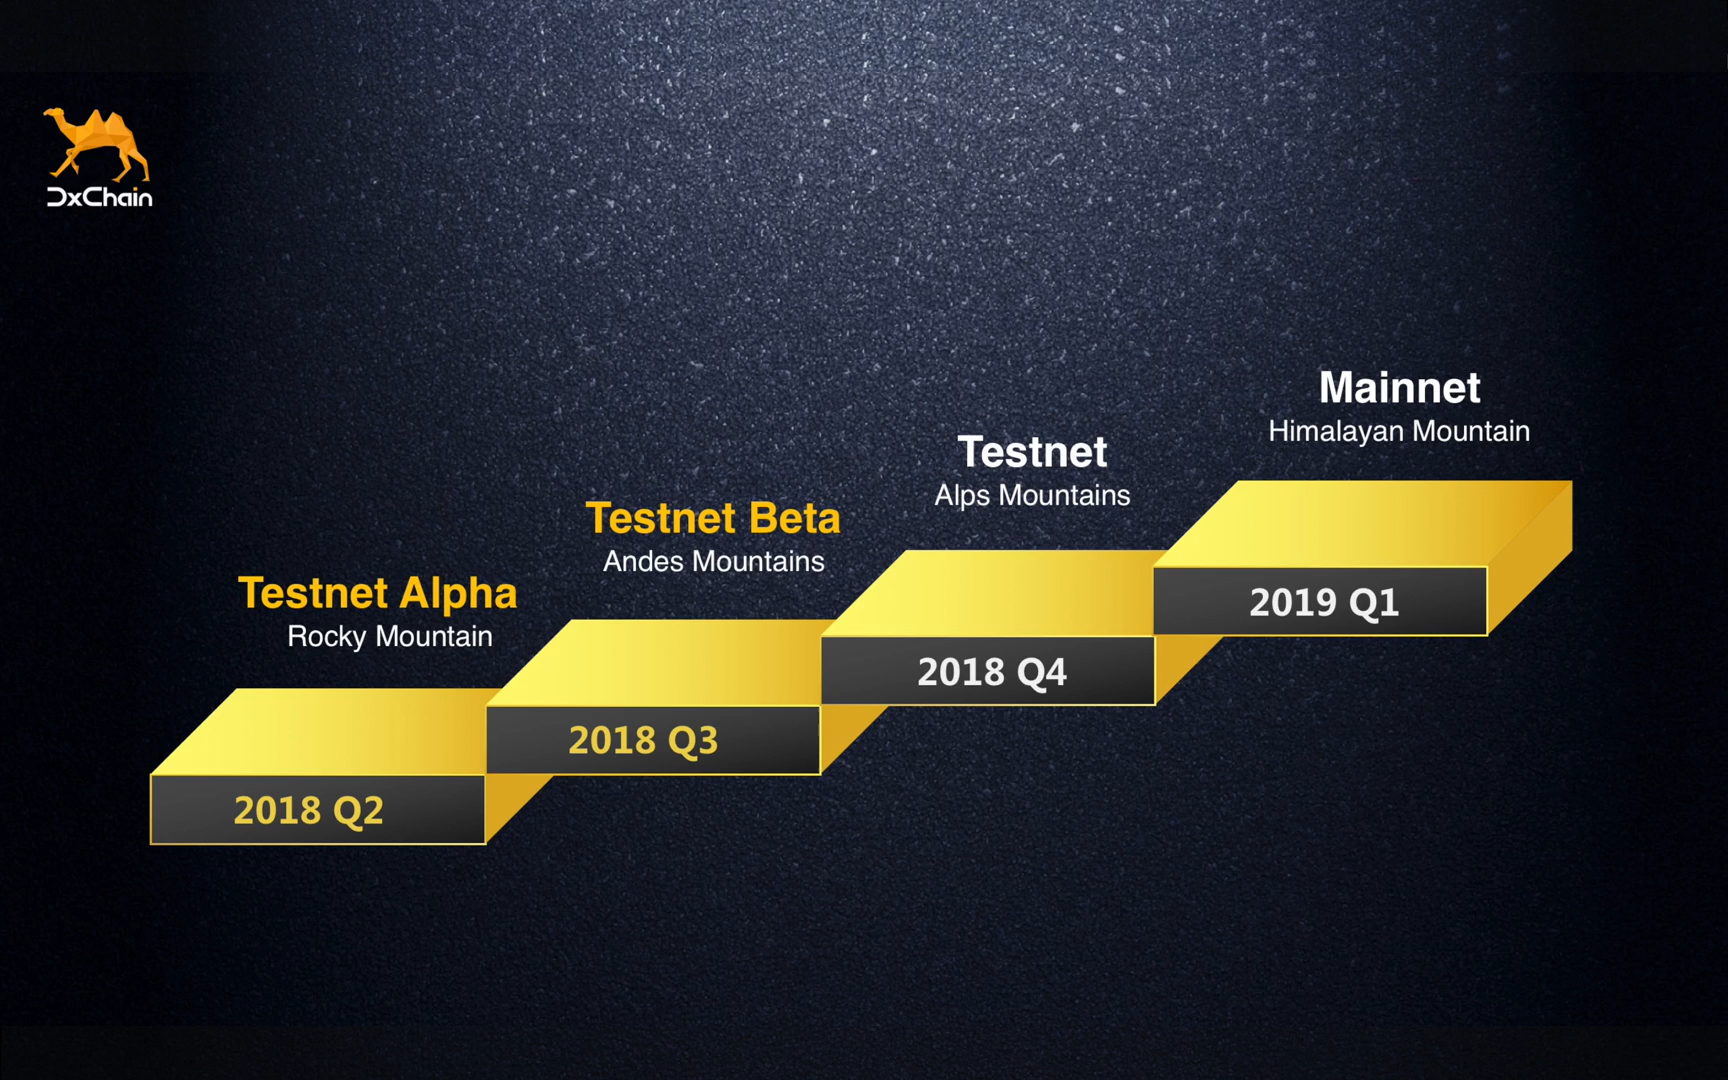 DxChain
Mainnet
Himalayan Mountain
Testnet
Alps Mountains
Testnet Beta
Andes Mountains
Testnet Alpha
Rocky Mountain
2019 Q1
2018 Q4
2018 Q3
2018 Q2